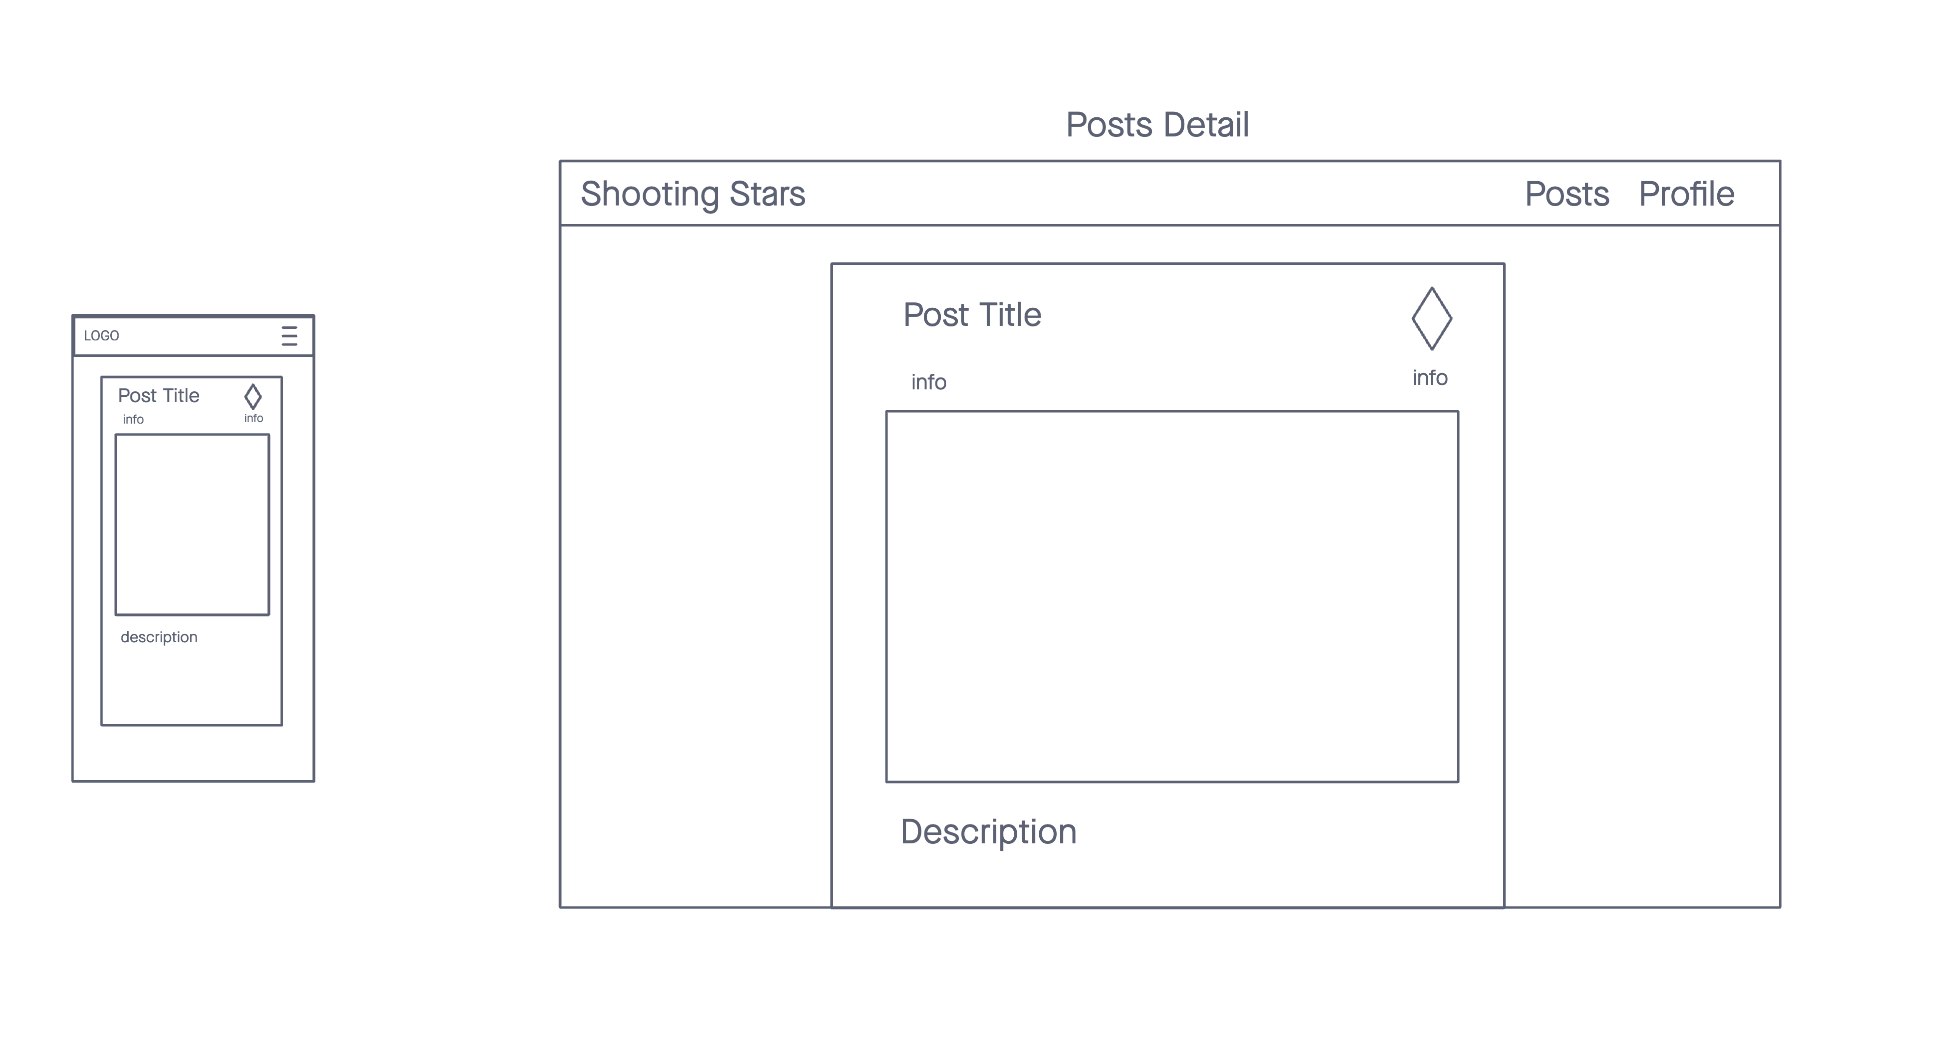 Posts Detail
Shooting Stars
Posts
Profile
Post Title
info
info
Description
LOGO
Post Title
info
info
description